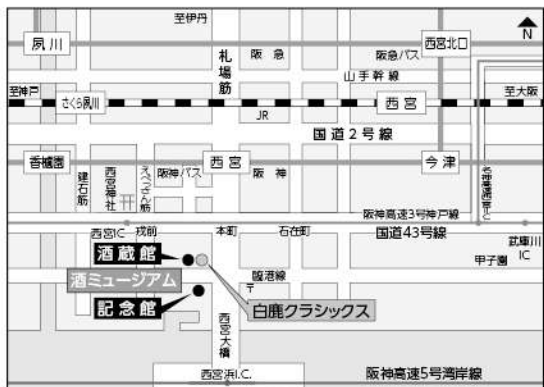 至伊丹
N
夙川
札場筋
阪急
阪急バス
西宮北口
山手幹線
至神戸
さくら夙川
西宮
至大阪
JR
国道2号線
香櫨園
西宮
今津
阪神バス
阪神
建石筋
西宮神社
えべっさん筋
阪神高速3号神戸線
西宮IC
戎前
本町
石在町
国道43号線
武庫川
IC
甲子園
酒蔵館
臨港線
酒ミュージアム
〒
記念館
白鹿クラシックス
西宮大橋
西宮浜I.C.
阪神高速5号湾岸線